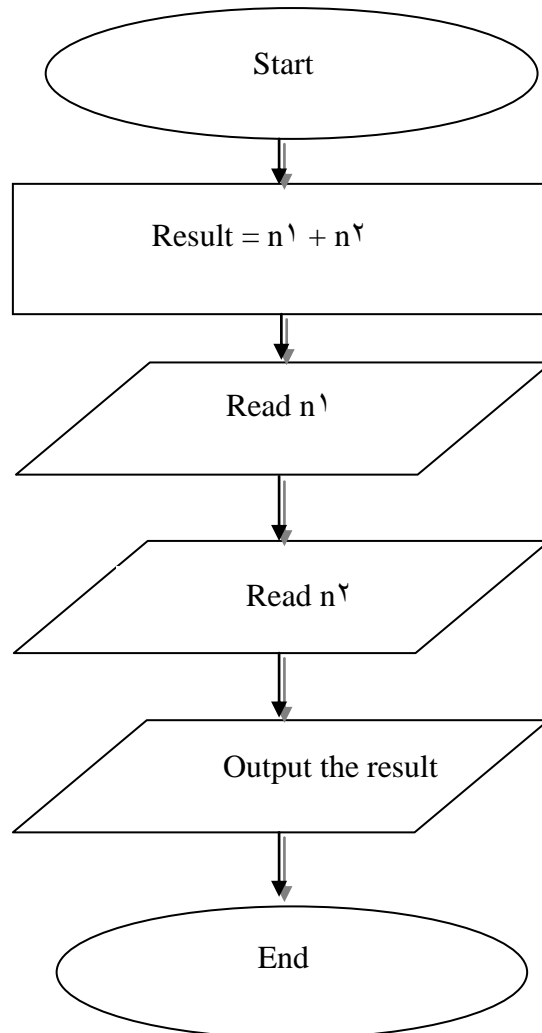 Start
Result = n١ + n٢
Read n١
Read n٢
Output the result
End